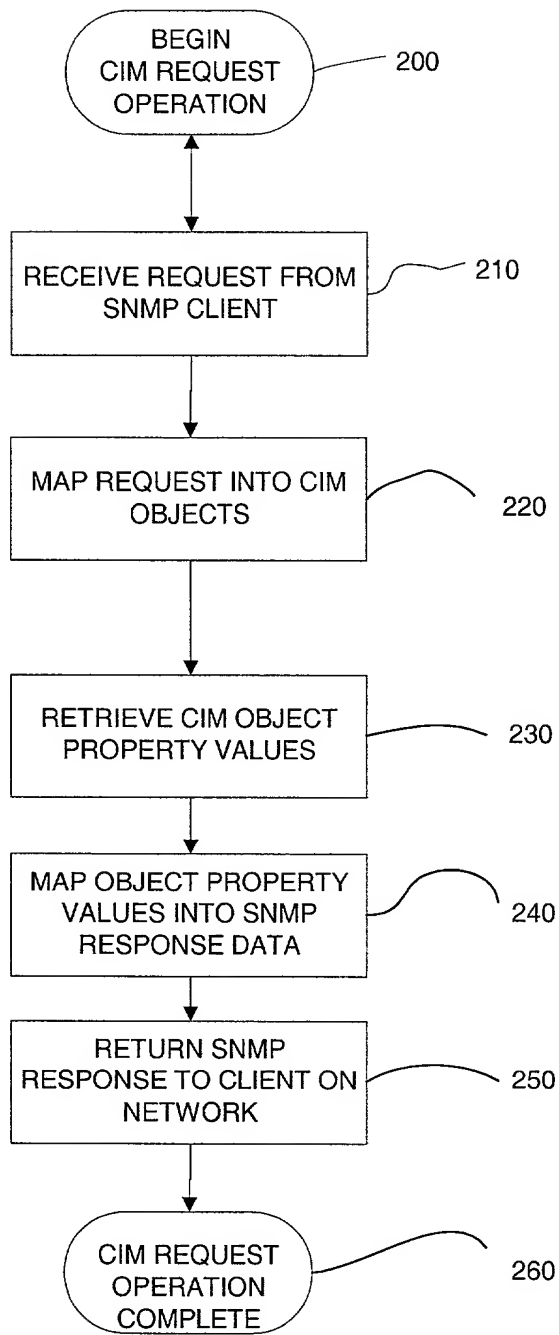 BEGIN
CIM REQUEST
OPERATION
200
RECEIVE REQUEST FROM
SNMP CLIENT
210
MAP REQUEST INTO CIM
OBJECTS
220
RETRIEVE CIM OBJECT
PROPERTY VALUES
230
MAP OBJECT PROPERTY
VALUES INTO SNMP
RESPONSE DATA
240
RETURN SNMP
RESPONSE TO CLIENT ON
NETWORK
250
CIM REQUEST
OPERATION
COMPLETE
260